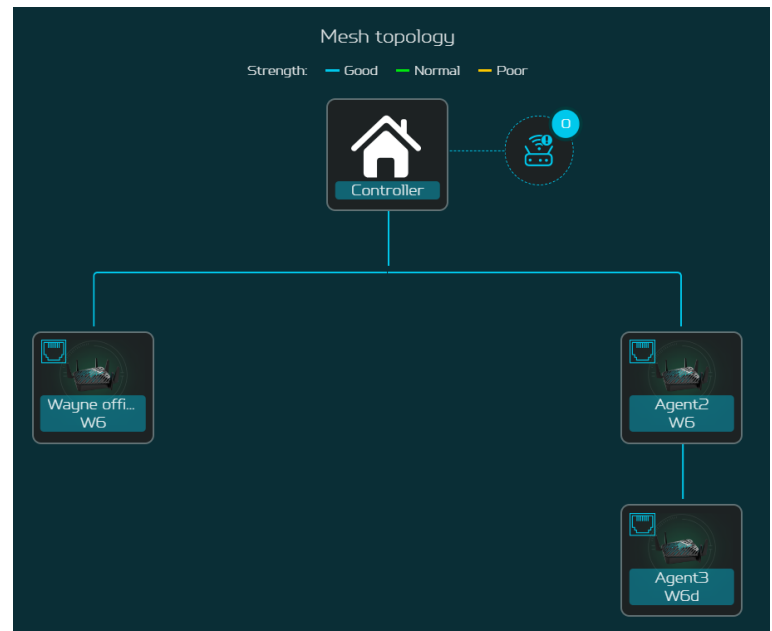 Mesh topology
Strength: Good Normal Poor
0
Controller
Wayne offi...
W6
Agent2
W6
Agent3
W6d